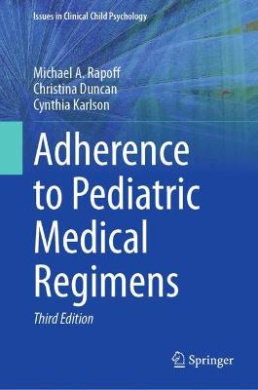 Issues in Clinical Child Psychology
Michael A. Rapoff
Christina Duncan
Cynthia Karlson
Adherence
to Pediatric
Medical
Regimens
Third Edition
Springer